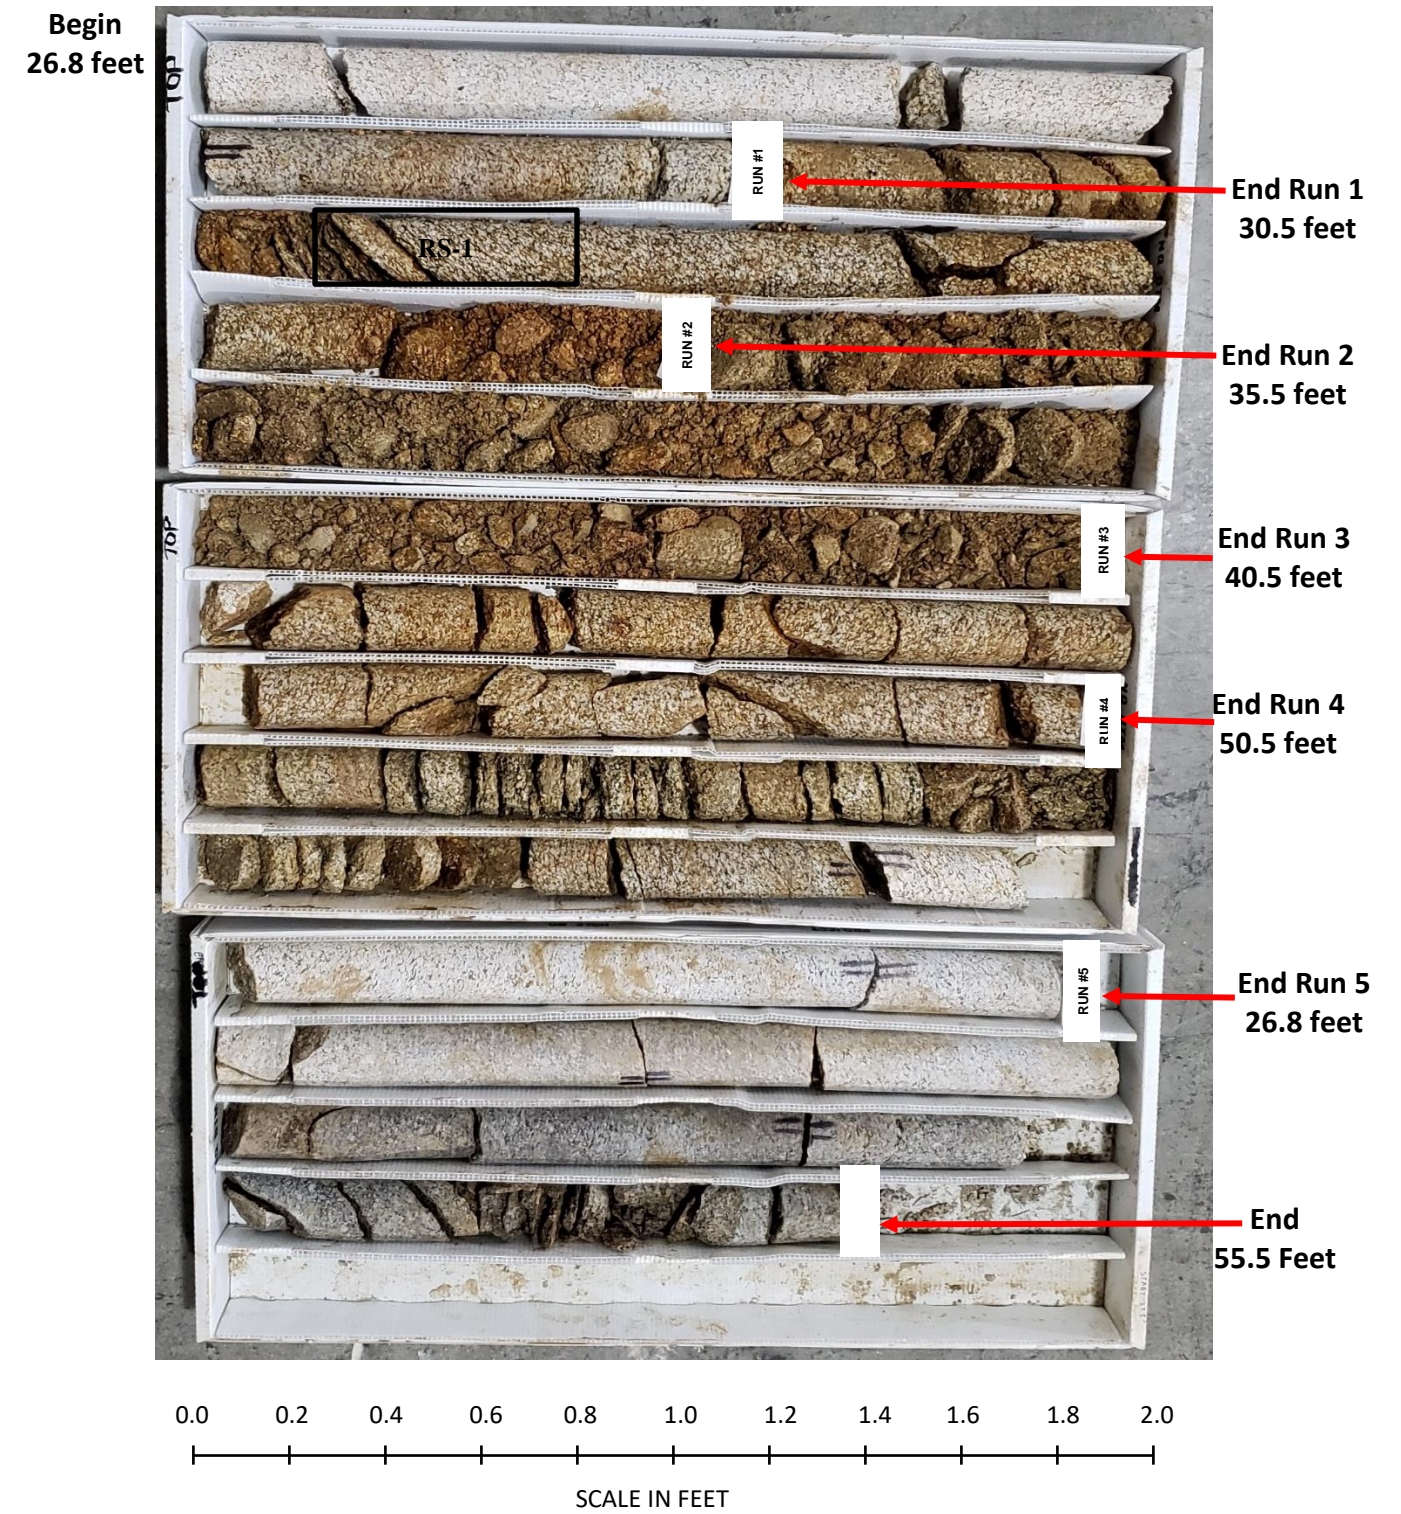 Begin
26.8 feet
TOP
RUN #1
End Run 1
30.5 feet
RS-1
RUN #2
End Run 2
35.5 feet
TOP
RUN #3
End Run 3
40.5 feet
RUN #4
End Run 4
50.5 feet
TOP
RUN #5
End Run 5
26.8 feet
End
55.5 Feet
0.0 0.2 0.4 0.6 0.8 1.0 1.2 1.4 1.6 1.8 2.0
SCALE IN FEET